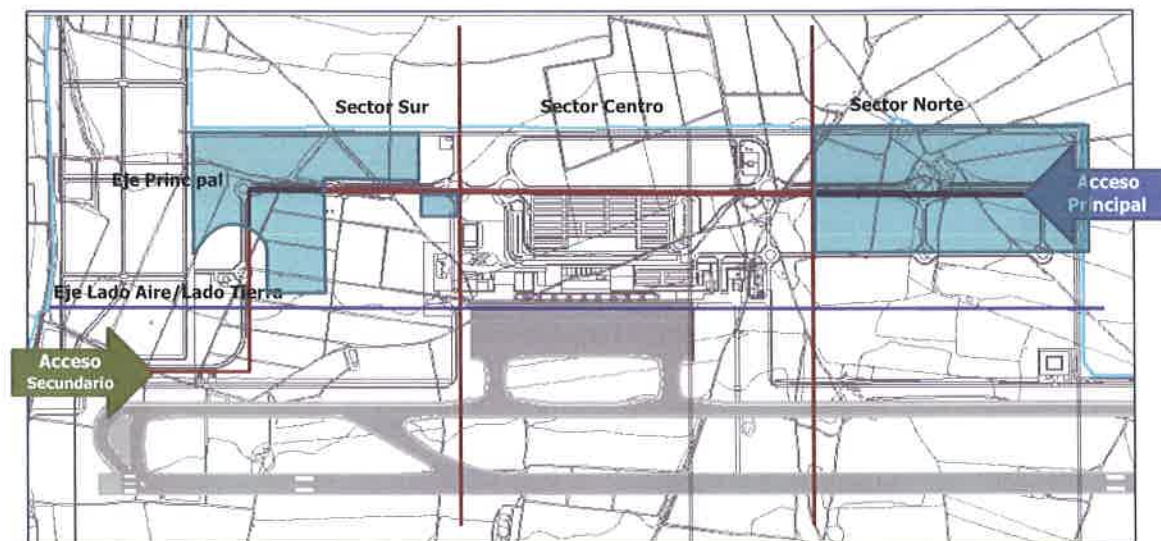 Sector Sur
Sector Centro
Sector Norte
Eje Principal
Acceso
Principal
Eje Lado Aire/Lado Tierra
Acceso
Secundario